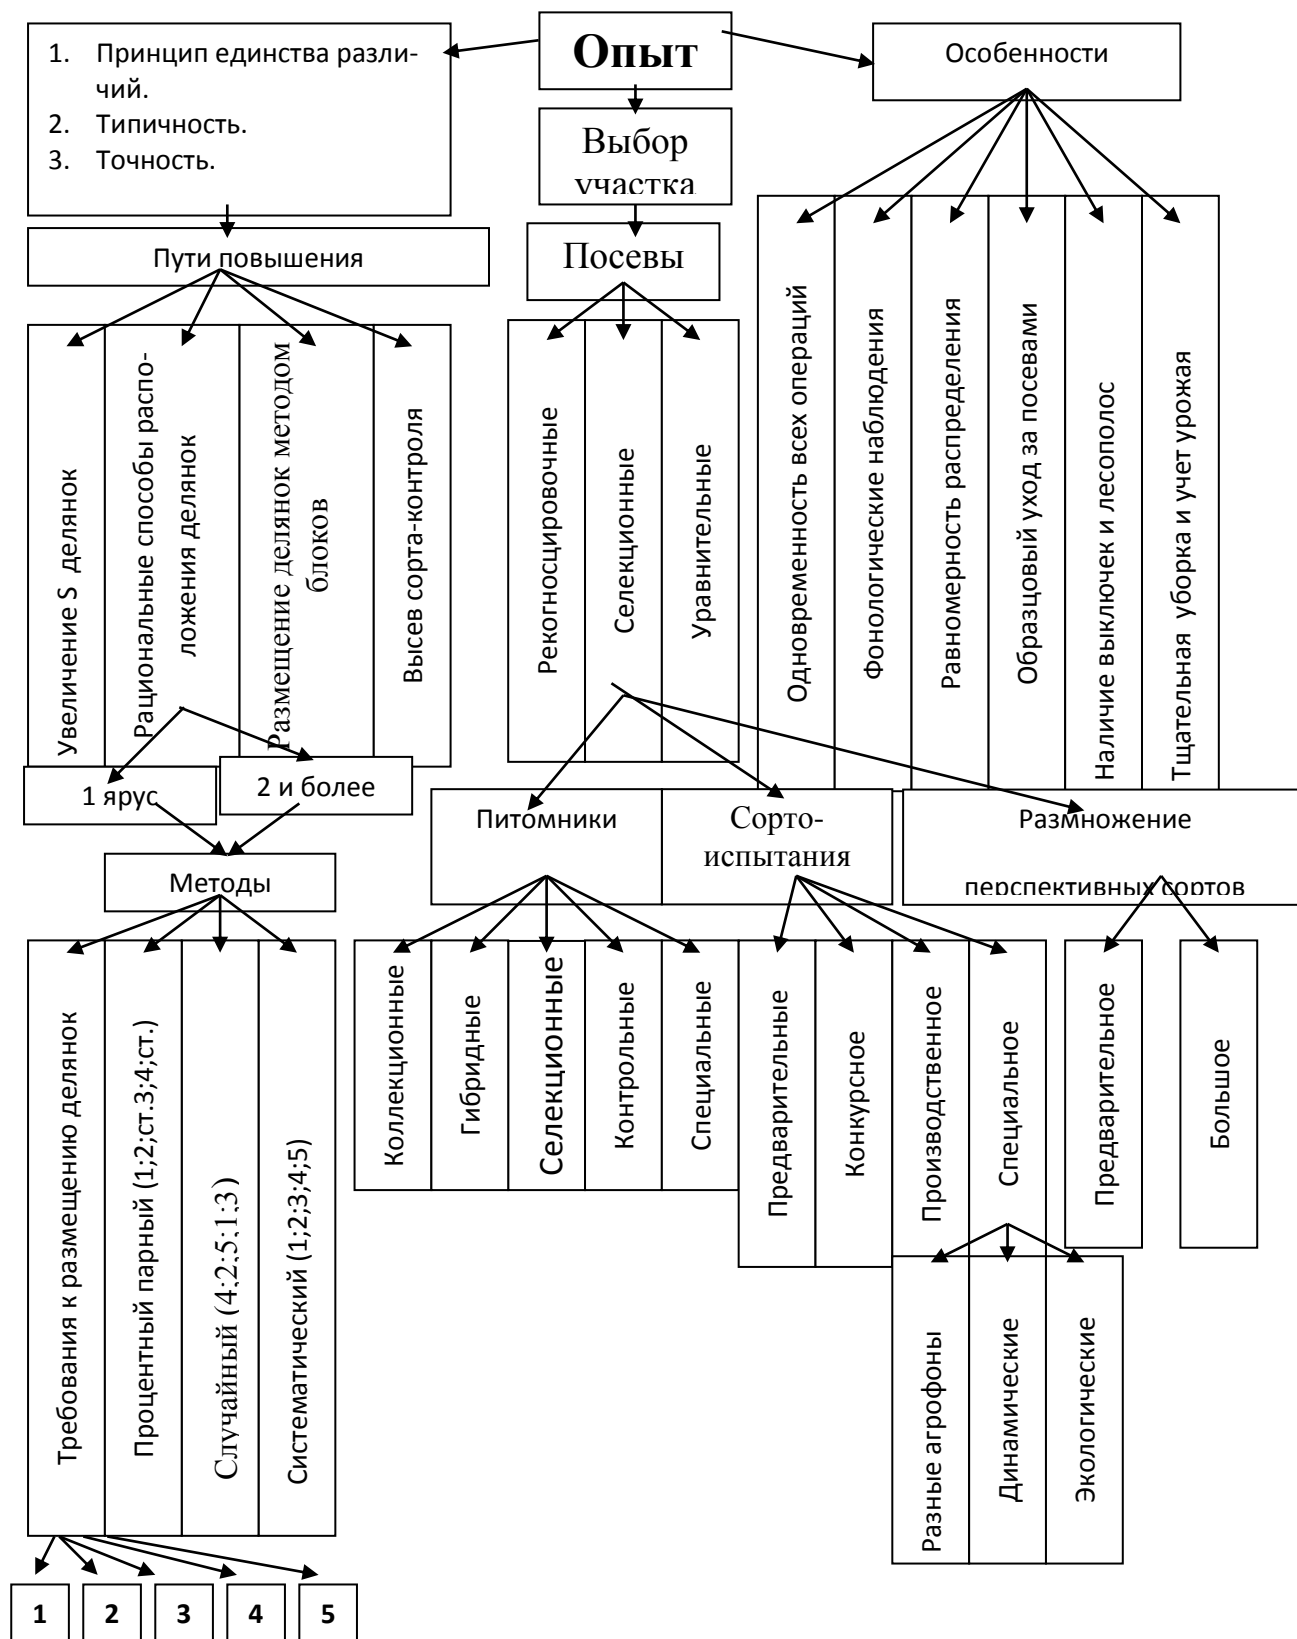 Опыт
1. Принцип единства разли-
чий.
2. Типичность.
3. Точность.
Особенности
Выбор
участка
Пути повышения
Посевы
Увеличение S делянок
Рациональные способы распо-
ложения делянок
Размещение делянок методом
блоков
Высев сорта-контроля
Рекогносцировочные
Селекционные
Уравнительные
Одновременность всех операций
Фонологические наблюдения
Равномерность распределения
Образцовый уход за посевами
Наличие выключек и лесополос
Тщательная уборка и учет урожая
1 ярус
2 и более
Питомники
Сорто-
испытания
Размножение
перспективных сортов
Методы
Требования к размещению делянок
Процентный парный (1;2;ст.3;4;ст.)
Случайный (4;2;5;1;3)
Систематический (1;2;3;4;5)
Коллекционные
Гибридные
Селекционные
Контрольные
Специальные
Предварительные
Конкурсное
Производственное
Специальное
Предварительное
Большое
Разные агрофоны
Динамические
Экологические
1
2
3
4
5